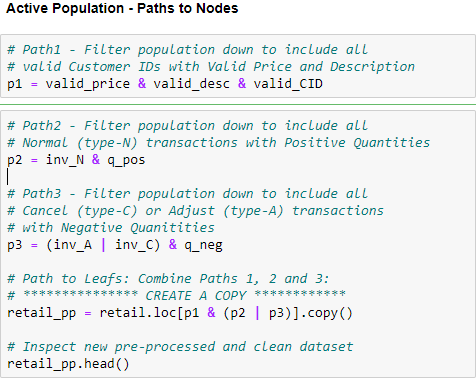 Active Population - Paths to Nodes
# Path1 - Filter population down to include all
# valid Customer IDs with Valid Price and Description
p1 = valid_price & valid_desc & valid_CID
# Path2 - Filter population down to include all
# Normal (type-N) transactions with Positive Quantities
p2 = inv_N & q_pos
# Path3 - Filter population down to include all
# Cancel (type-C) or Adjust (type-A) transactions
# with Negative Quanitities
p3 = (inv_A | inv_C) & q_neg
# Path to Leafs: Combine Paths 1, 2 and 3:
# *************** CREATE A COPY ************
retail_pp = retail.loc[p1 & (p2 | p3)].copy()
# Inspect new pre-processed and clean dataset
retail_pp.head()